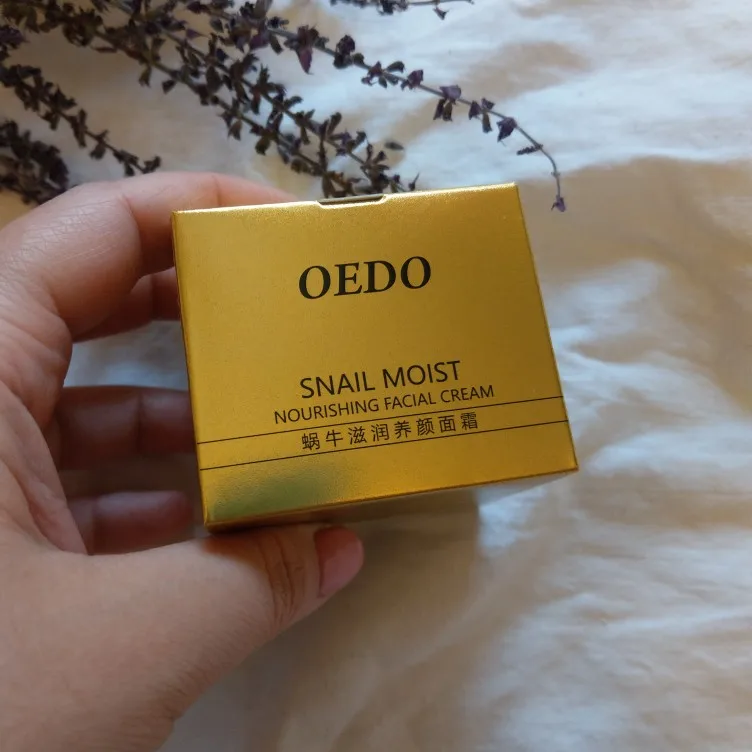 OEDO
SNAIL MOIST
NOURISHING FACIAL CREAM
蜗牛滋润养颜面霜